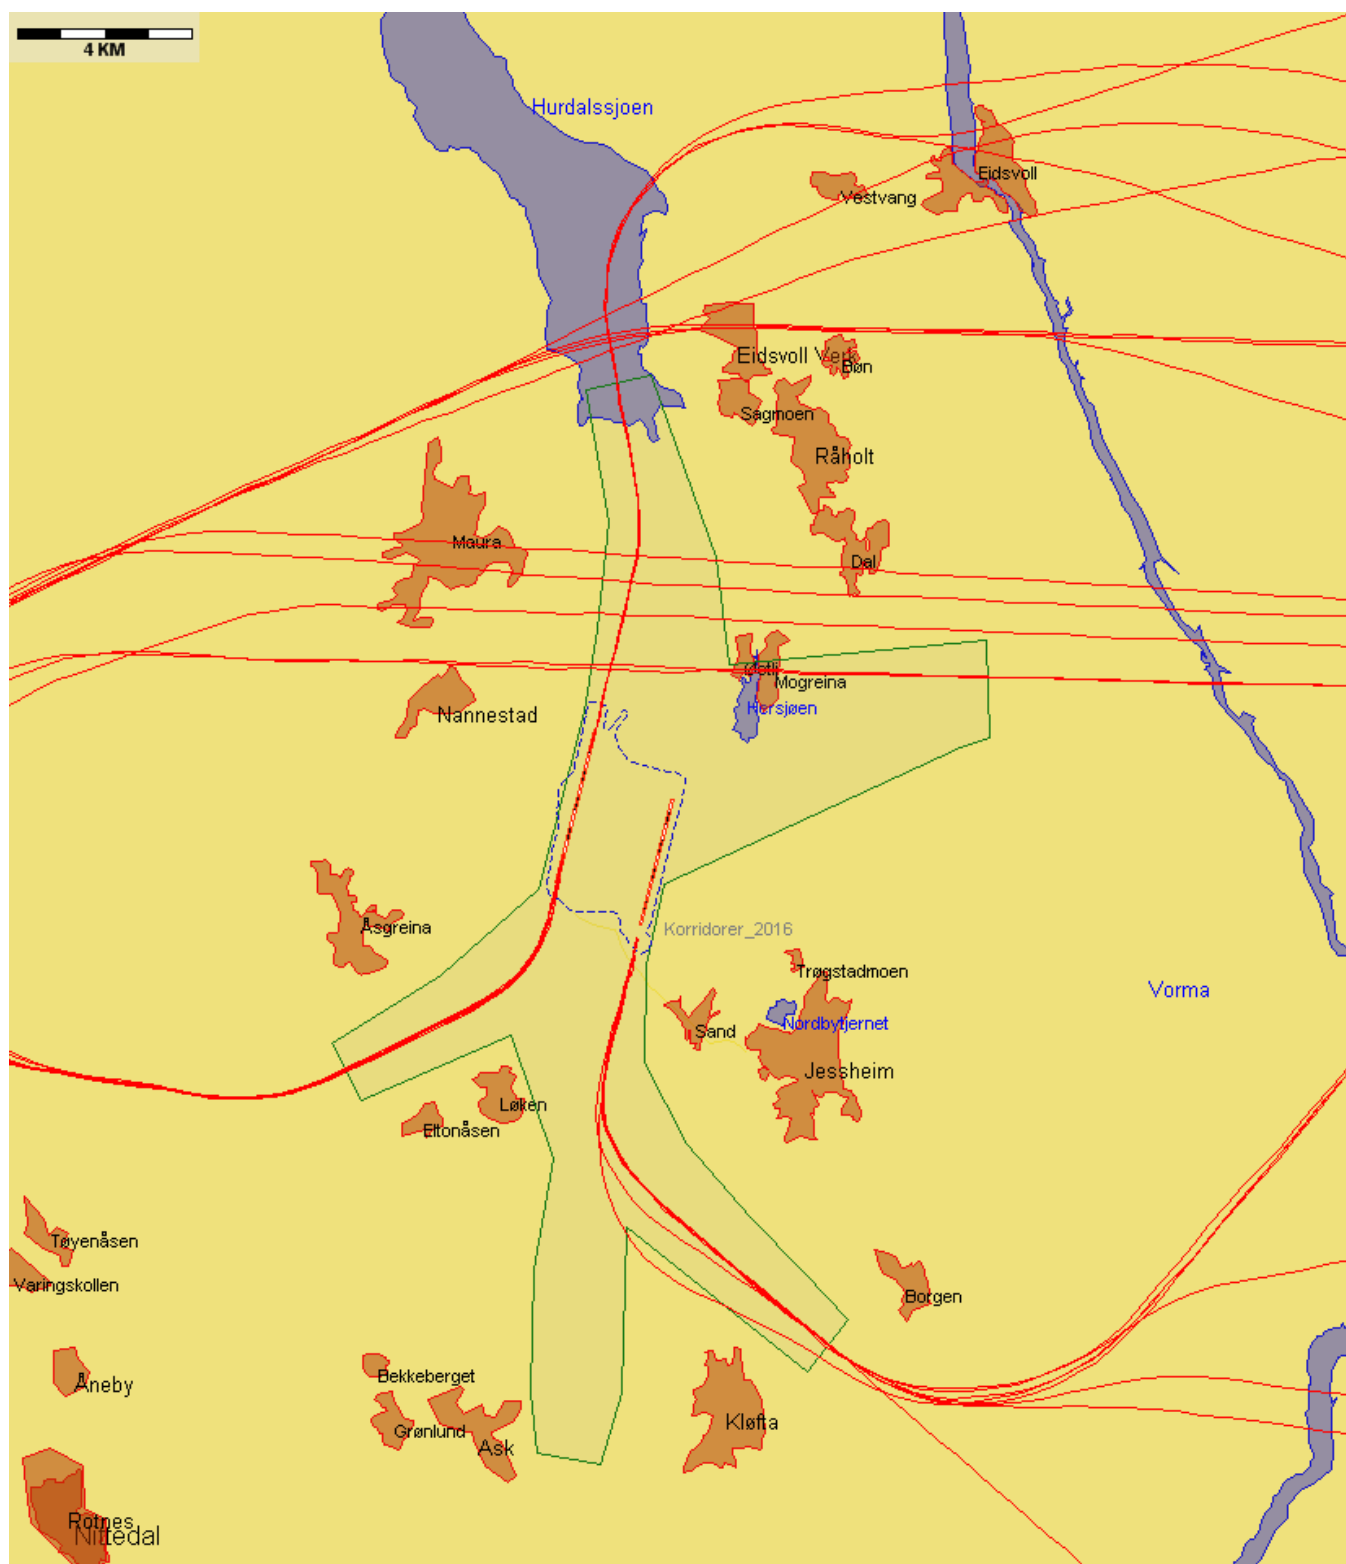 4 KM
Hurdalssjoen
Eidsvoll
Vestvang
Eidsvoll Verk
Bøn
Sagmoen
Råholt
Maura
Dal
Mogreina
Nannestad
Hersjøen
Åsgreina
Korridorer_2016
Trøgstadmoen
Vorma
Nordbytjernet
Sand
Jessheim
Løken
Eltonåsen
Tøyenåsen
Varingskollen
Borgen
Bekkeberget
Åneby
Kløfta
Grønlund
Ask
Rotnes
Nittedal